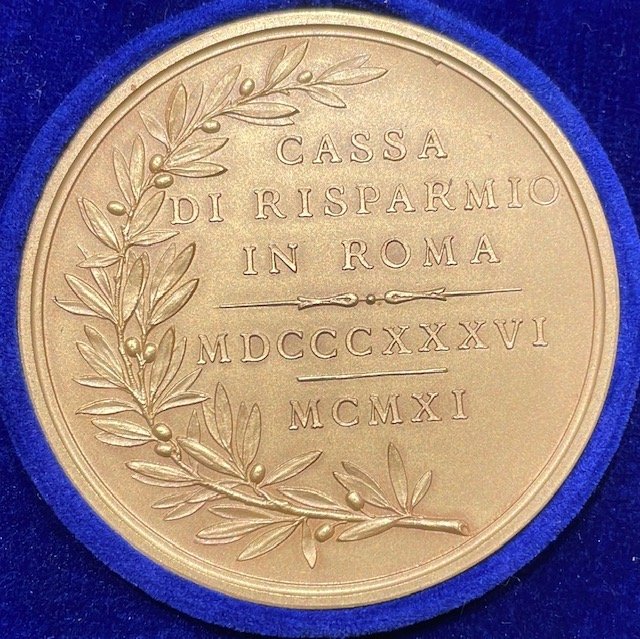 CASSA
DI RISPARMIO
IN ROMA
MDCCCXXXVI
MCMXI